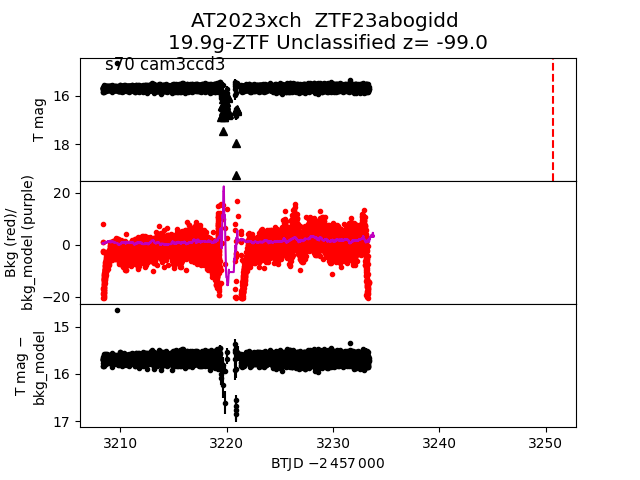 AT2023xch  ZTF23abogidd
19.9g-ZTF Unclassified z= -99.0
s70 cam3ccd3
T mag
16
18
Bkg (red)/
bkg_model (purple)
20
0
−20
T mag −
bkg_model
15
16
17
3210 3220 3230 3240 3250
BTJD −2 457 000